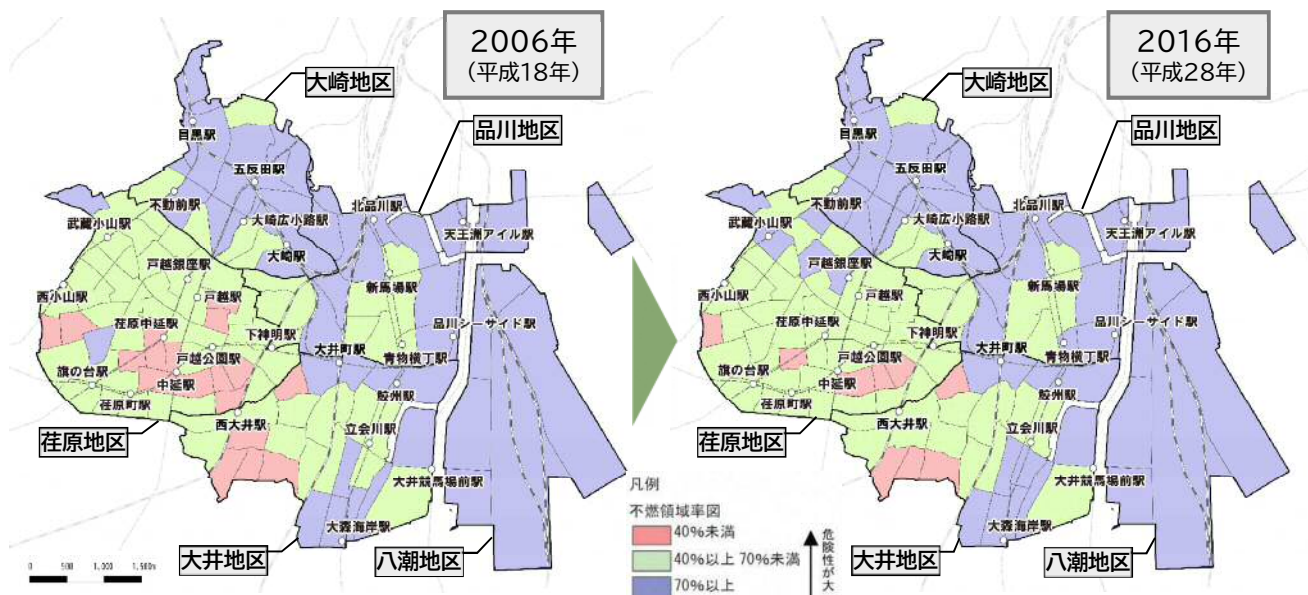 2006年
(平成18年)
大崎地区
品川地区
目黒駅
五反田駅
不動前駅
大崎広小路駅
北品川駅
武蔵小山駅
天王洲アイル駅
大崎駅
戸越銀座駅
新馬場駅
西小山駅
戸越駅
荏原中延駅
下神明駅
品川シーサイド駅
戸越公園駅
大井町駅
青物横丁駅
旗の台駅
中延駅
鮫洲駅
荏原町駅
西大井駅
立会川駅
荏原地区
大井競馬場前駅
大森海岸駅
大井地区
八潮地区
0 500 1,000 1,500m
2016年
(平成28年)
大崎地区
品川地区
目黒駅
五反田駅
不動前駅
大崎広小路駅
北品川駅
武蔵小山駅
天王洲アイル駅
大崎駅
戸越銀座駅
新馬場駅
西小山駅
戸越駅
荏原中延駅
下神明駅
品川シーサイド駅
戸越公園駅
大井町駅
青物横丁駅
旗の台駅
中延駅
鮫州駅
荏原町駅
西大井駅
立会川駅
荏原地区
大井競馬場前駅
大森海岸駅
大井地区
八潮地区
凡例
不燃領域率図
40%未満
40%以上 70%未満
70%以上
危険性が大